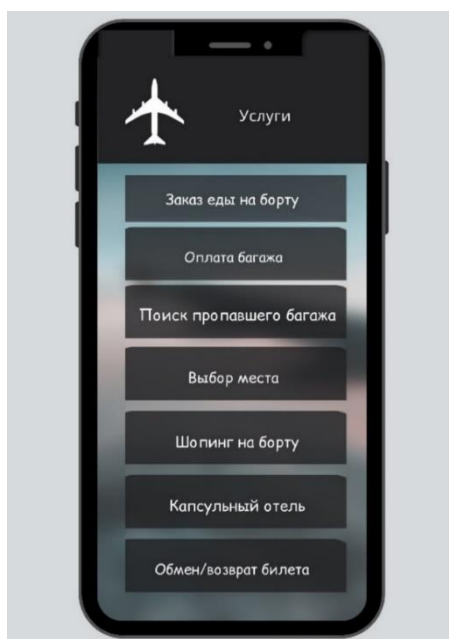 Услуги
Заказ еды на борту
Оплата багажа
Поиск пропавшего багажа
Выбор места
Шопинг на борту
Капсульный отель
Обмен/возврат билета